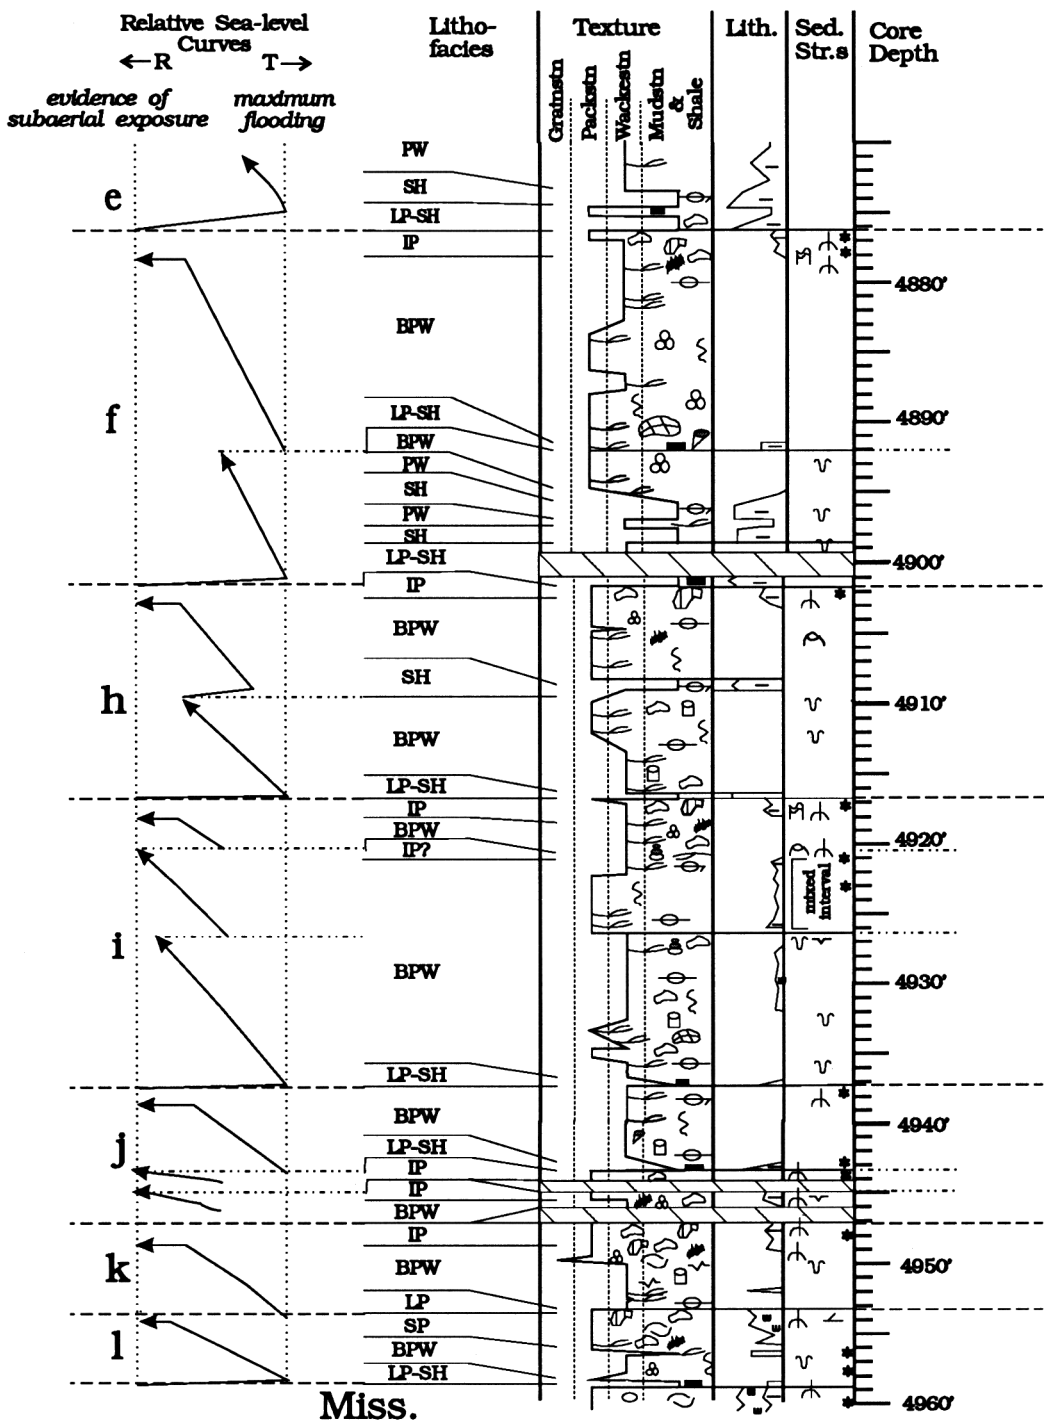 Relative Sea-level
Curves
←R T→
evidence of
subaerial exposure
maximum
flooding
Litho-
facies
Texture
Grainstn
Packstn
Wackestn
Mudstn
&
Shale
Lith.
Sed.
Str.s
Core
Depth
e
PW
SH
LP-SH
f
IP
BPW
LP-SH
BPW
PW
SH
PW
SH
LP-SH
h
IP
BPW
SH
BPW
LP-SH
i
IP
BPW
IP?
BPW
LP-SH
j
BPW
LP-SH
IP
IP
BPW
k
IP
BPW
LP
l
SP
BPW
LP-SH
Miss.
mixed
interval
4880'
4890'
4900'
4910'
4920'
4930'
4940'
4950'
4960'